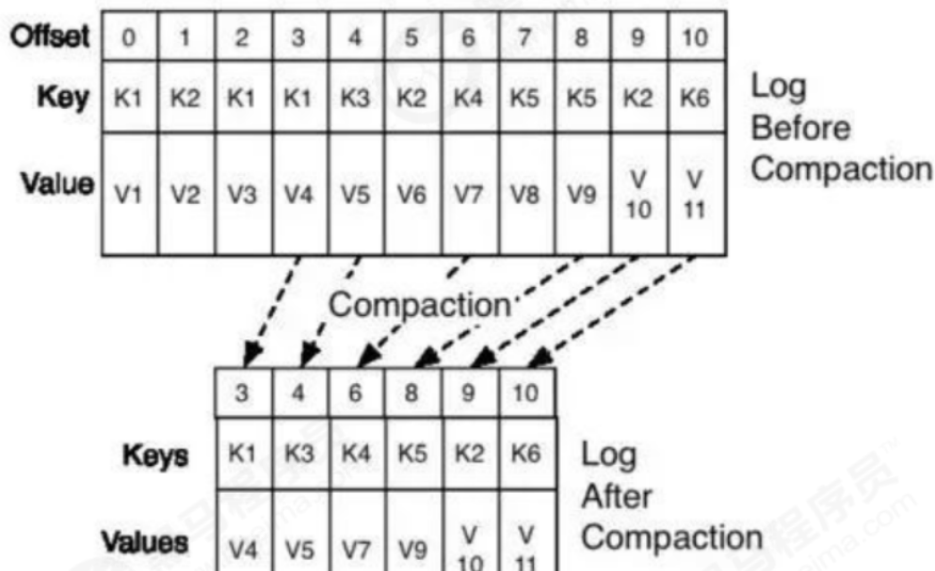 Offset 0 1 2 3 4 5 6 7 8 9 10
Key K1 K2 K1 K1 K3 K2 K4 K5 K5 K2 K6
Value V1 V2 V3 V4 V5 V6 V7 V8 V9 V 10 V 11
Log
Before
Compaction
Compaction
3 4 6 8 9 10
Keys K1 K3 K4 K5 K2 K6
Values V4 V5 V7 V9 V 10 V 11
Log
After
Compaction